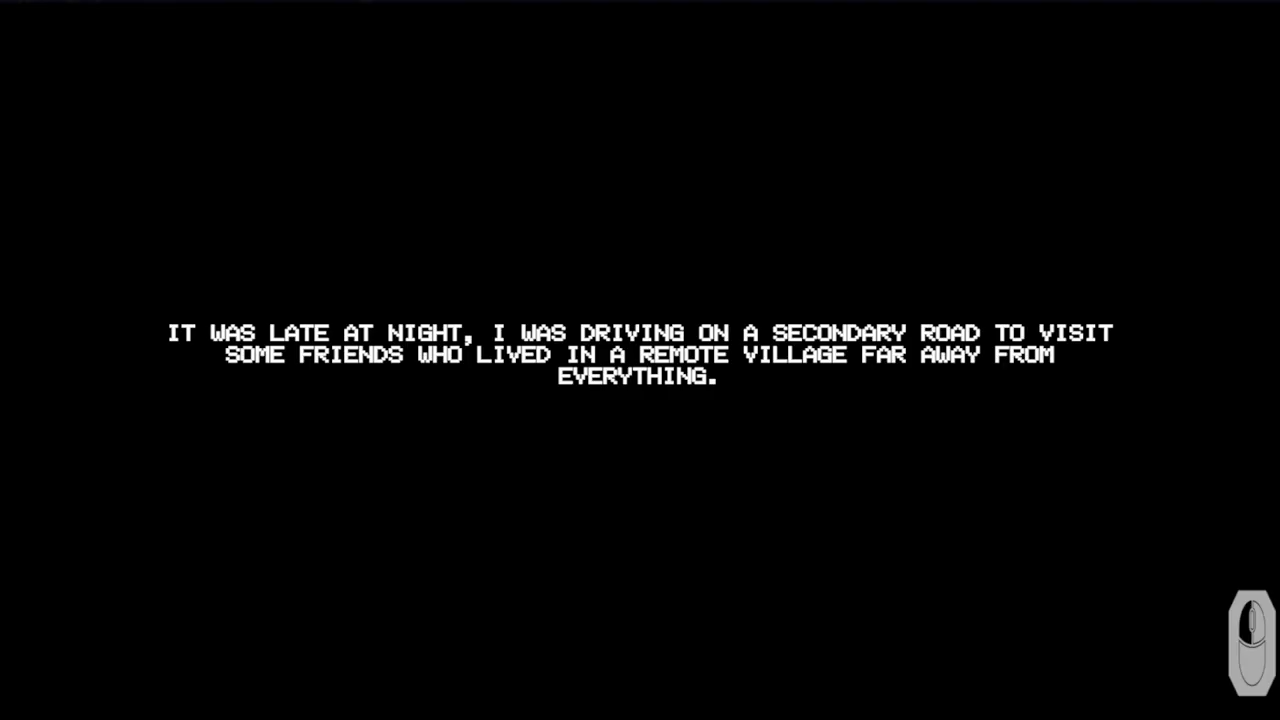 IT WAS LATE AT NIGHT, I WAS DRIVING ON A SECONDARY ROAD TO VISIT
SOME FRIENDS WHO LIVED IN A REMOTE VILLAGE FAR AWAY FROM
EVERYTHING.